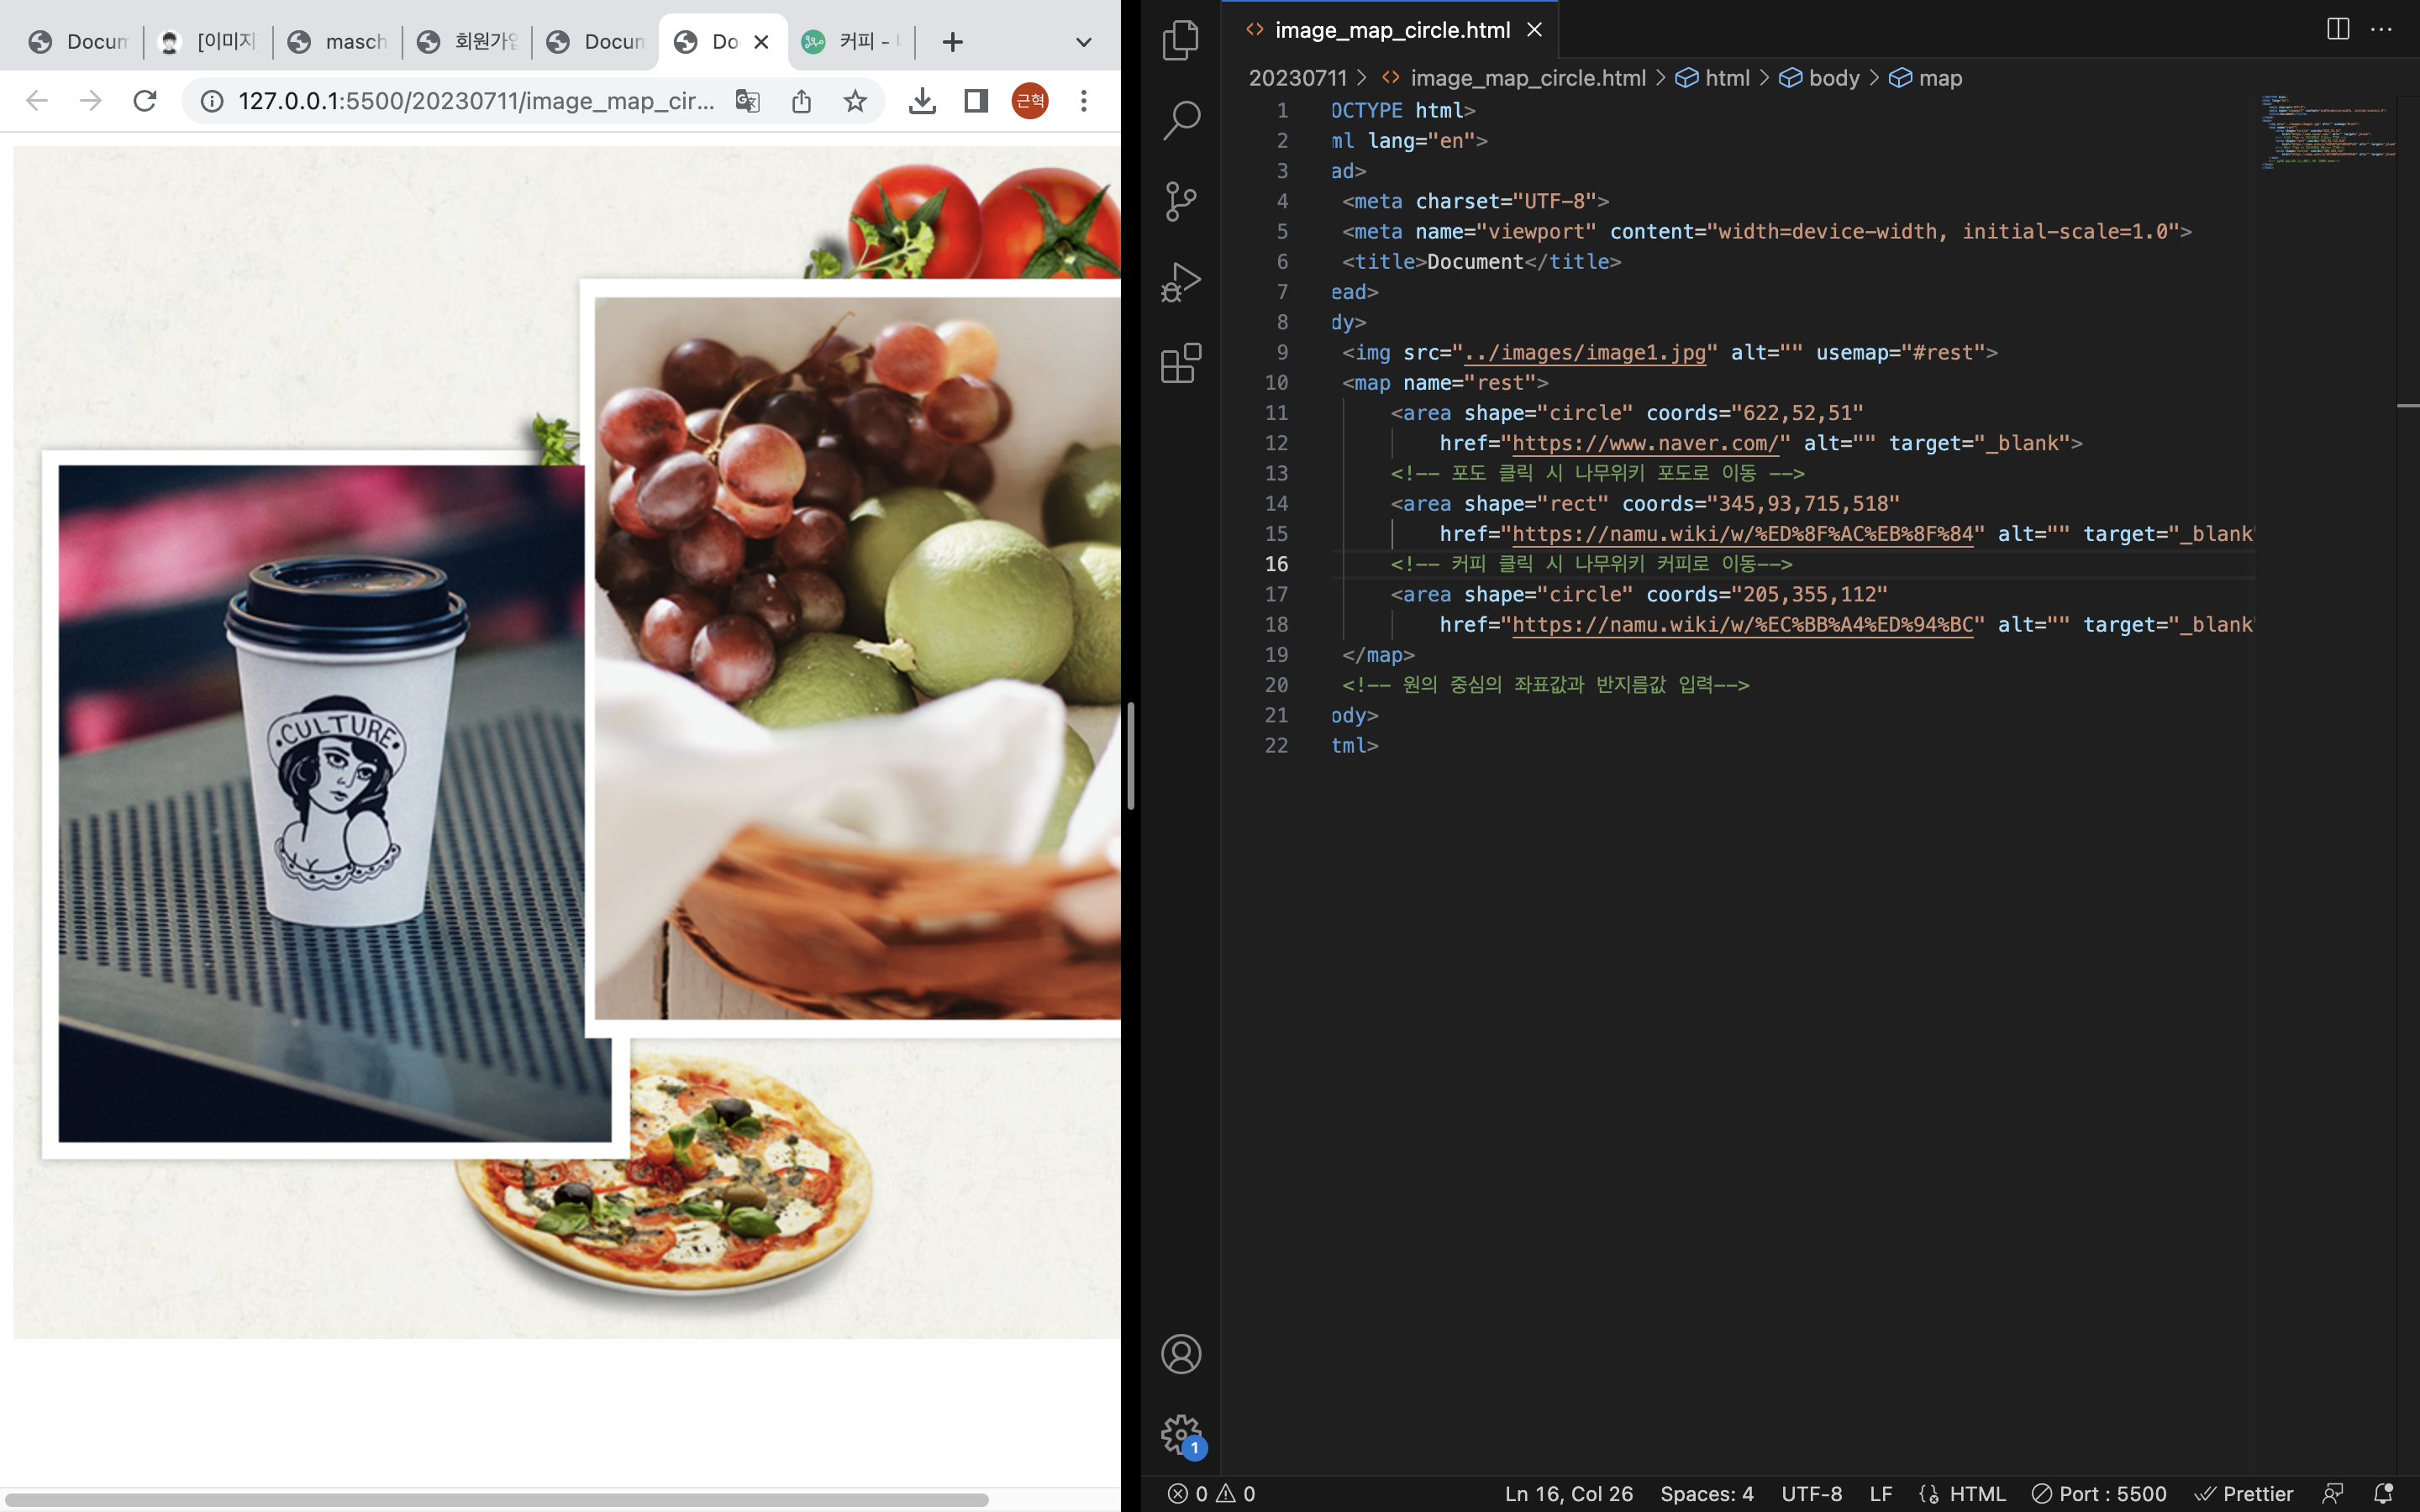 Docum
[이미지
masch
회원가입
Docum
Do
커피 - 
127.0.0.1:5500/20230711/image_map_cir...
근혁
CULTURE
image_map_circle.html
20230711 > image_map_circle.html > html > body > map
1 OCTYPE html>
2 ml lang="en">
3 ad>
4 <meta charset="UTF-8">
5 <meta name="viewport" content="width=device-width, initial-scale=1.0">
6 <title>Document</title>
7 ead>
8 dy>
9 <img src="../images/image1.jpg" alt="" usemap="#rest">
10 <map name="rest">
11 <area shape="circle" coords="622,52,51"
12 href="https://www.naver.com/" alt="" target="_blank">
13 <!-- 포도 클릭 시 나무위키 포도로 이동 -->
14 <area shape="rect" coords="345,93,715,518"
15 href="https://namu.wiki/w/%ED%8F%AC%EB%8F%84" alt="" target="_blank"
16 <!-- 커피 클릭 시 나무위키 커피로 이동-->
17 <area shape="circle" coords="205,355,112"
18 href="https://namu.wiki/w/%EC%BB%A4%ED%94%BC" alt="" target="_blank"
19 </map>
20 <!-- 원의 중심의 좌표값과 반지름값 입력-->
21 ody>
22 tml>
1
0 0 Ln 16, Col 26 Spaces: 4 UTF-8 LF HTML Port : 5500 Prettier